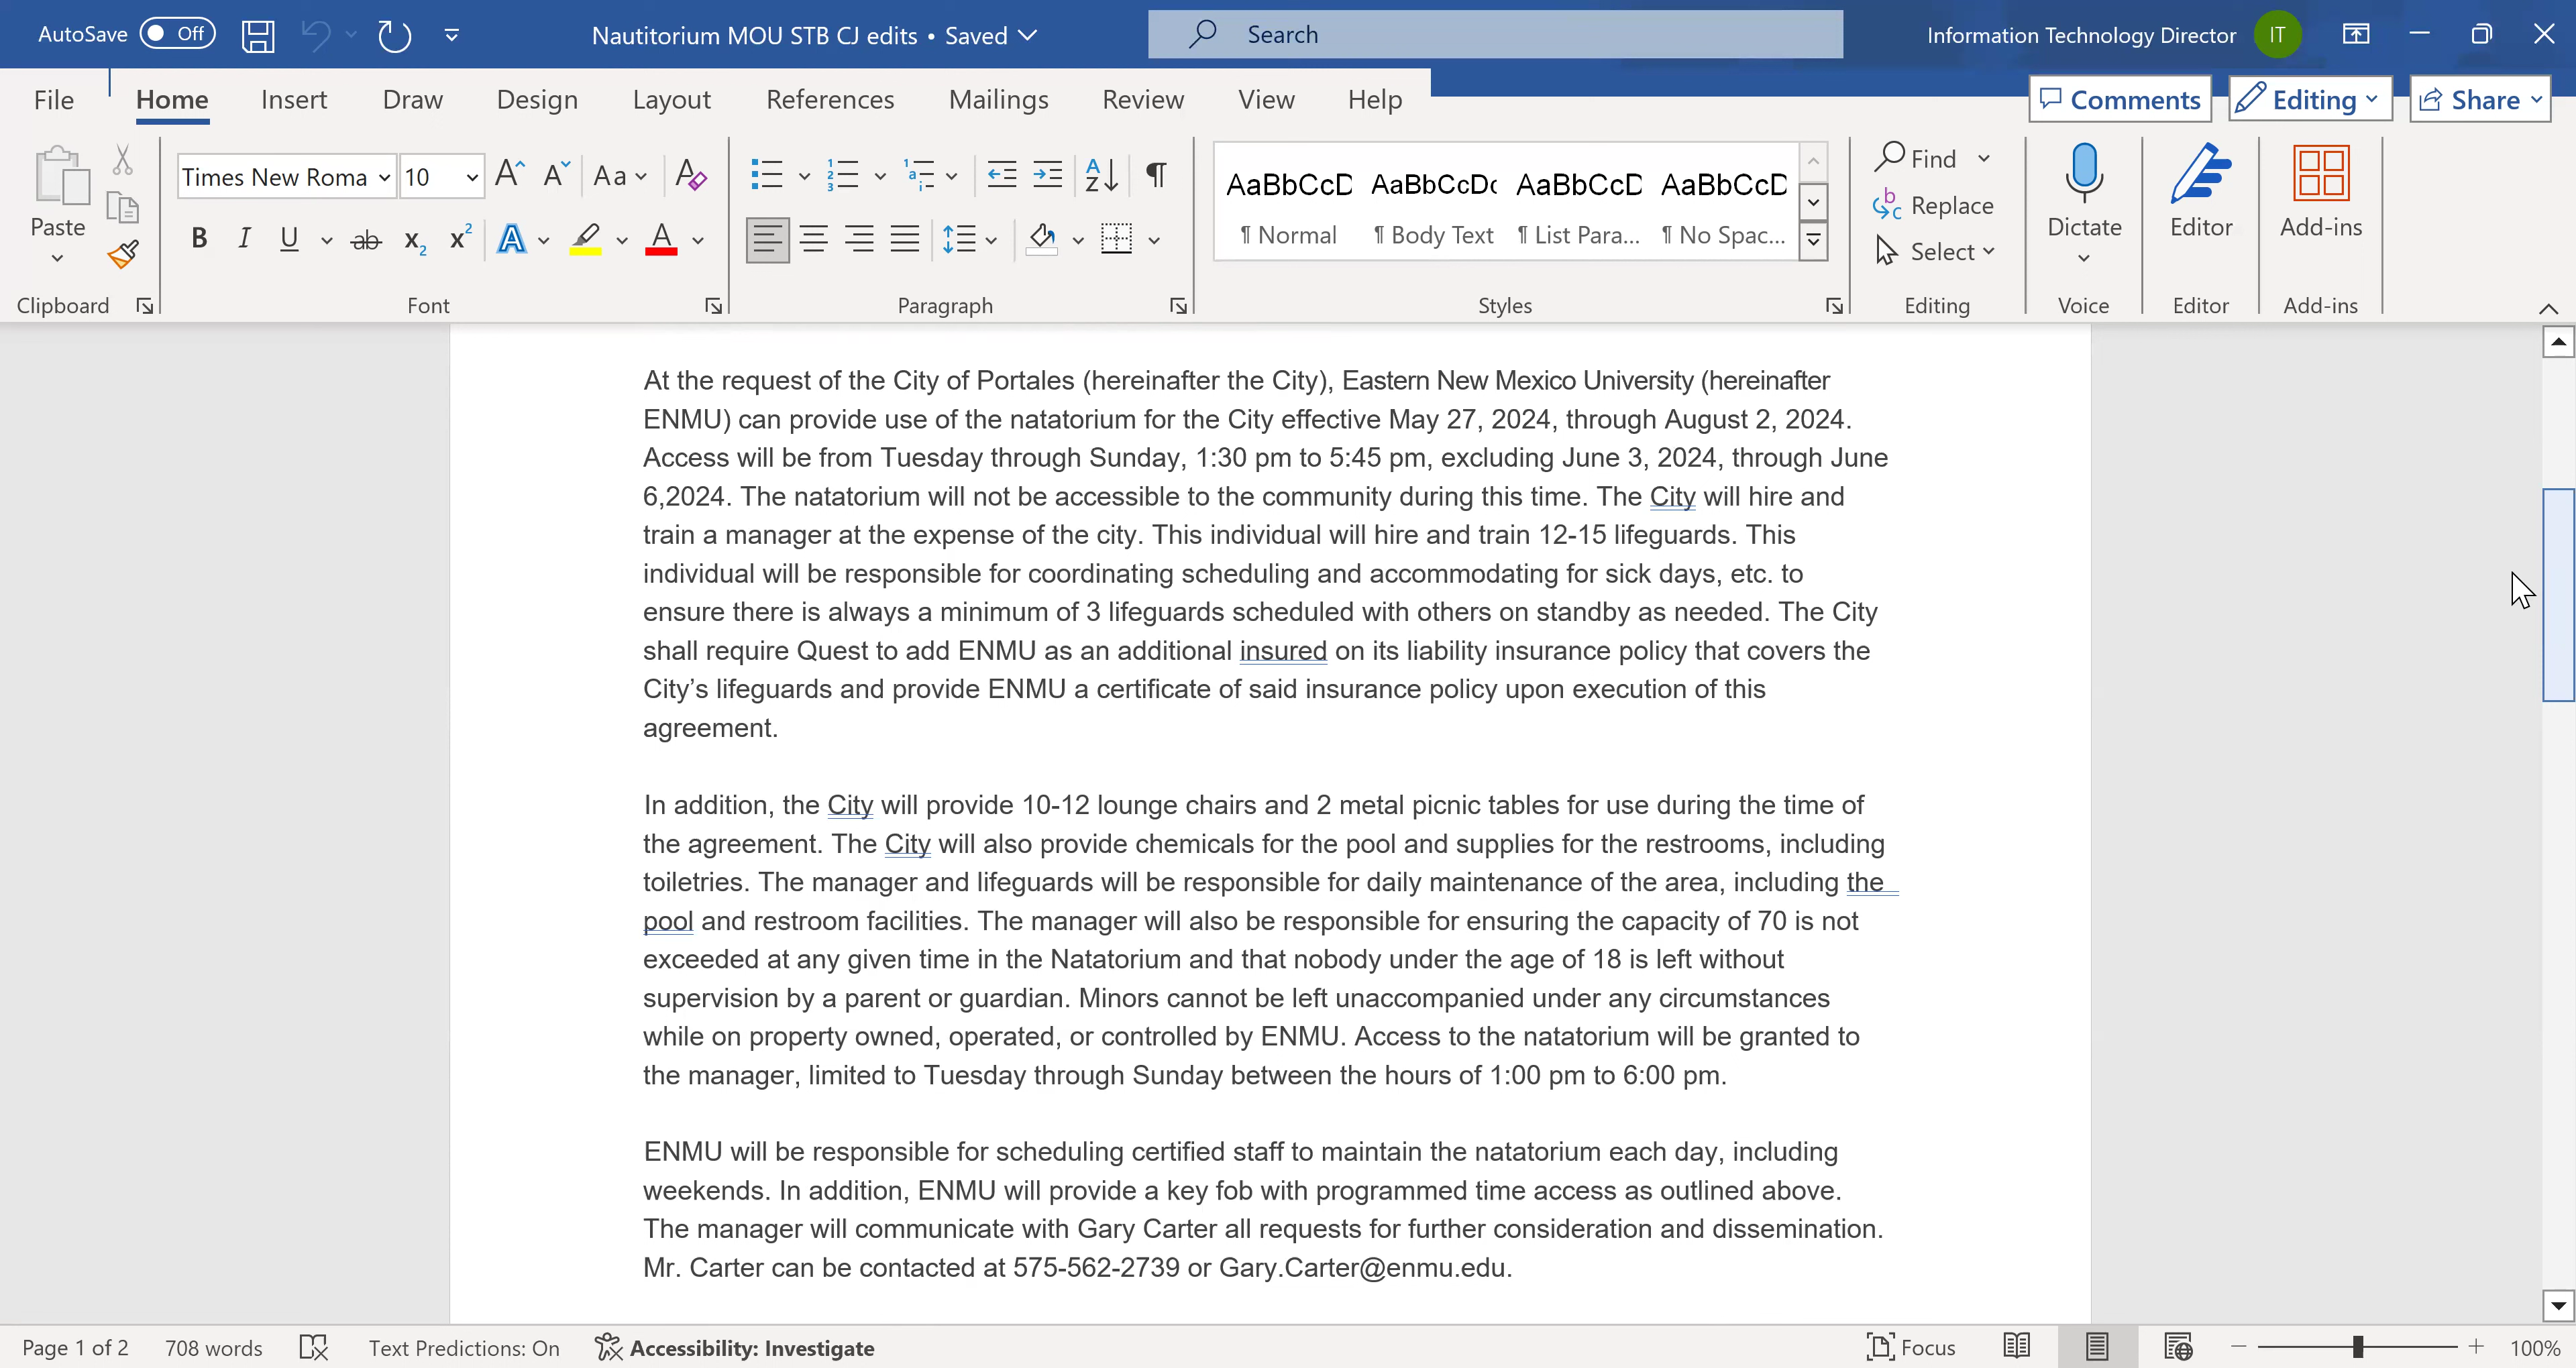 AutoSave Off Nautitorium MOU STB CJ edits • Saved Search Information Technology Director IT
File Home Insert Draw Design Layout References Mailings Review View Help Comments Editing Share
Paste Times New Roma 10 Aa AaBbCcD AaBbCcDc AaBbCcD AaBbCcD Find Replace Select Dictate Editor Add-ins
B I U ab x2 x2 A A ¶ Normal ¶ Body Text ¶ List Para... ¶ No Spac...
Clipboard Font Paragraph Styles Editing Voice Editor Add-ins
At the request of the City of Portales (hereinafter the City), Eastern New Mexico University (hereinafter
ENMU) can provide use of the natatorium for the City effective May 27, 2024, through August 2, 2024.
Access will be from Tuesday through Sunday, 1:30 pm to 5:45 pm, excluding June 3, 2024, through June
6,2024. The natatorium will not be accessible to the community during this time. The City will hire and
train a manager at the expense of the city. This individual will hire and train 12-15 lifeguards. This
individual will be responsible for coordinating scheduling and accommodating for sick days, etc. to
ensure there is always a minimum of 3 lifeguards scheduled with others on standby as needed. The City
shall require Quest to add ENMU as an additional insured on its liability insurance policy that covers the
City’s lifeguards and provide ENMU a certificate of said insurance policy upon execution of this
agreement.
In addition, the City will provide 10-12 lounge chairs and 2 metal picnic tables for use during the time of
the agreement. The City will also provide chemicals for the pool and supplies for the restrooms, including
toiletries. The manager and lifeguards will be responsible for daily maintenance of the area, including the
pool and restroom facilities. The manager will also be responsible for ensuring the capacity of 70 is not
exceeded at any given time in the Natatorium and that nobody under the age of 18 is left without
supervision by a parent or guardian. Minors cannot be left unaccompanied under any circumstances
while on property owned, operated, or controlled by ENMU. Access to the natatorium will be granted to
the manager, limited to Tuesday through Sunday between the hours of 1:00 pm to 6:00 pm.
ENMU will be responsible for scheduling certified staff to maintain the natatorium each day, including
weekends. In addition, ENMU will provide a key fob with programmed time access as outlined above.
The manager will communicate with Gary Carter all requests for further consideration and dissemination.
Mr. Carter can be contacted at 575-562-2739 or Gary.Carter@enmu.edu.
Page 1 of 2 708 words Text Predictions: On Accessibility: Investigate Focus 100%